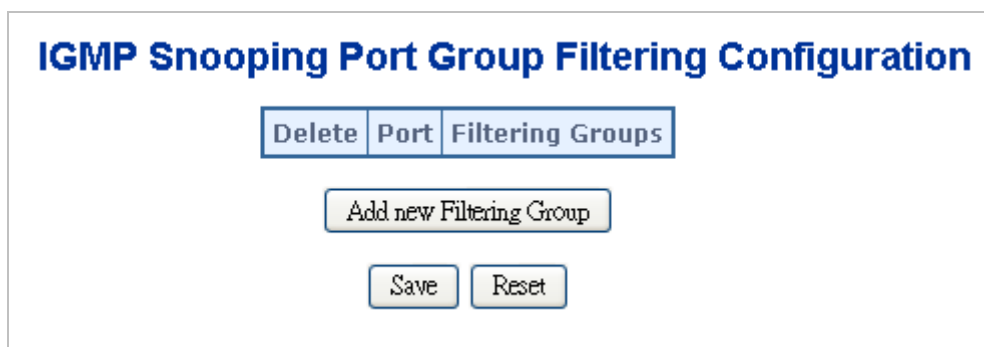 IGMP Snooping Port Group Filtering Configuration
Delete Port Filtering Groups
Add new Filtering Group
Save Reset